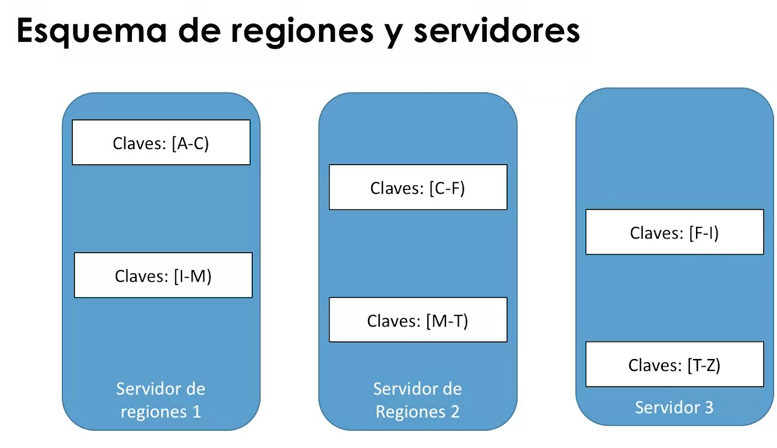 Esquema de regiones y servidores
Claves: [A-C)
Claves: [I-M)
Servidor de
regiones 1
Claves: [C-F)
Claves: [M-T)
Servidor de
Regiones 2
Claves: [F-I)
Claves: [T-Z)
Servidor 3